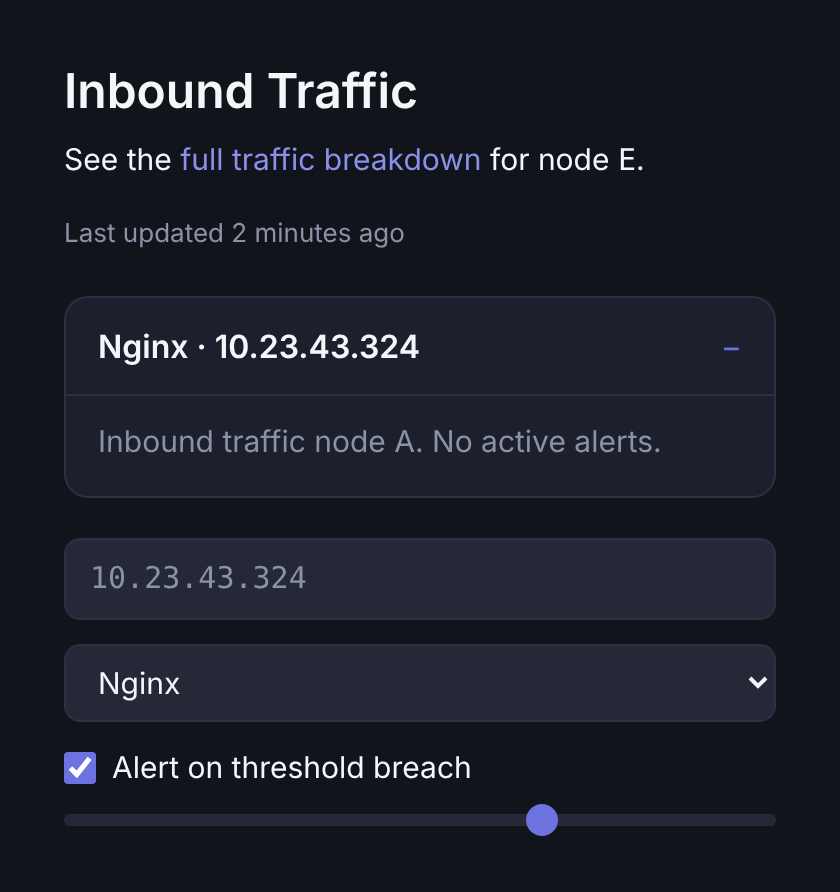 Inbound Traffic
See the full traffic breakdown for node E.
Last updated 2 minutes ago
Nginx · 10.23.43.324
–
Inbound traffic node A. No active alerts.
10.23.43.324
Nginx
Alert on threshold breach